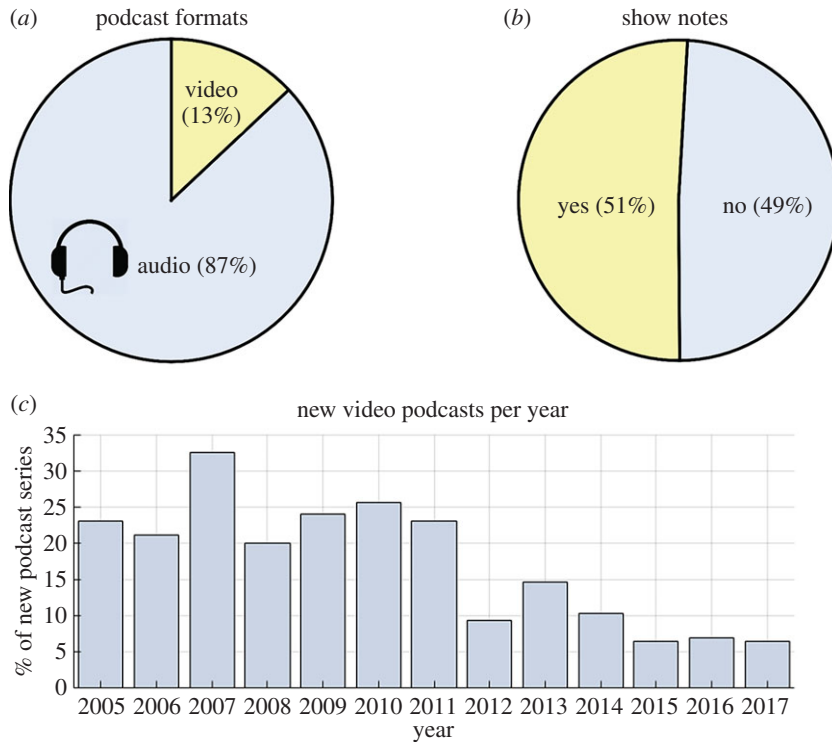 (a) podcast formats
video
(13%)
audio (87%)
(b) show notes
yes (51%)
no (49%)
(c) new video podcasts per year
% of new podcast series
35
30
25
20
15
10
5
0
2005 2006 2007 2008 2009 2010 2011 2012 2013 2014 2015 2016 2017
year